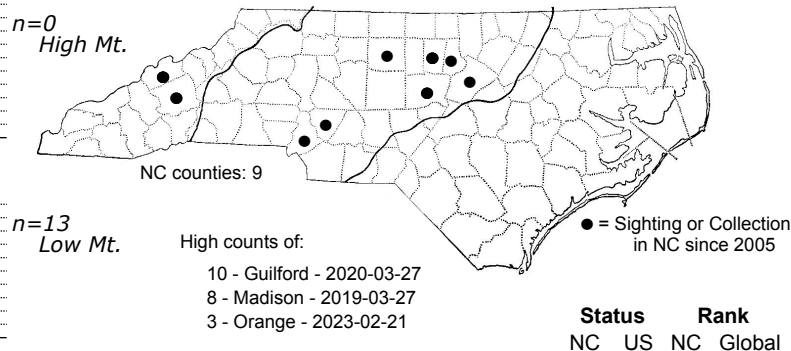 n=0
High Mt.
NC counties: 9
n=13
Low Mt.
High counts of:
10 - Guilford - 2020-03-27
8 - Madison - 2019-03-27
3 - Orange - 2023-02-21
● = Sighting or Collection
in NC since 2005
Status Rank
NC US NC Global